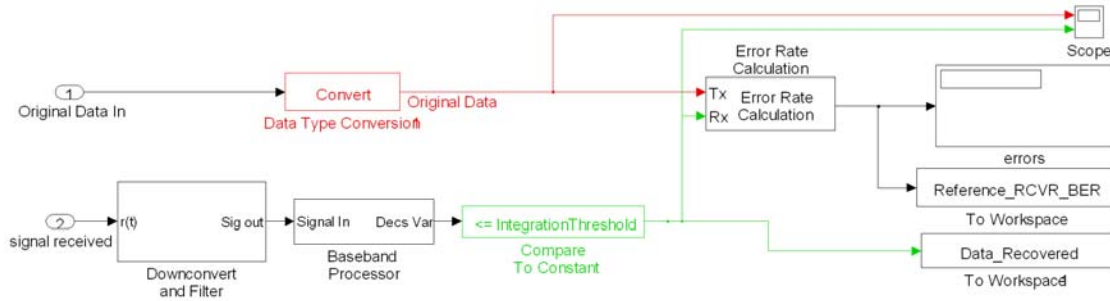 Scope
Error Rate
Calculation
1
Original Data In
Convert
Original Data
Data Type Conversion1
Tx
Rx
Error Rate
Calculation
errors
Reference_RCVR_BER
To Workspace
2
signal received
r(t)
Sig out
Downconvert
and Filter
Signal In
Decs Var
Baseband
Processor
<= IntegrationThreshold
Compare
To Constant
Data_Recovered
To Workspace1